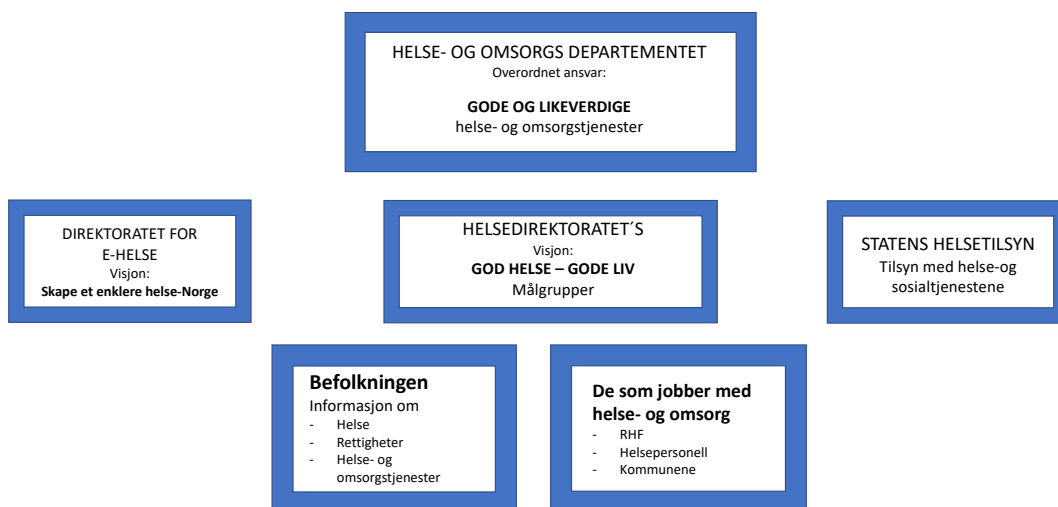 HELSE- OG OMSORGS DEPARTEMENTET
Overordnet ansvar:
GODE OG LIKEVERDIGE
helse- og omsorgstjenester
DIREKTORATET FOR
E-HELSE
Visjon:
Skape et enklere helse-Norge
HELSEDIREKTORATET´S
Visjon:
GOD HELSE – GODE LIV
Målgrupper
STATENS HELSETILSYN
Tilsyn med helse-og
sosialtjenestene
Befolkningen
Informasjon om
- Helse
- Rettigheter
- Helse- og
omsorgstjenester
De som jobber med
helse- og omsorg
- RHF
- Helsepersonell
- Kommunene